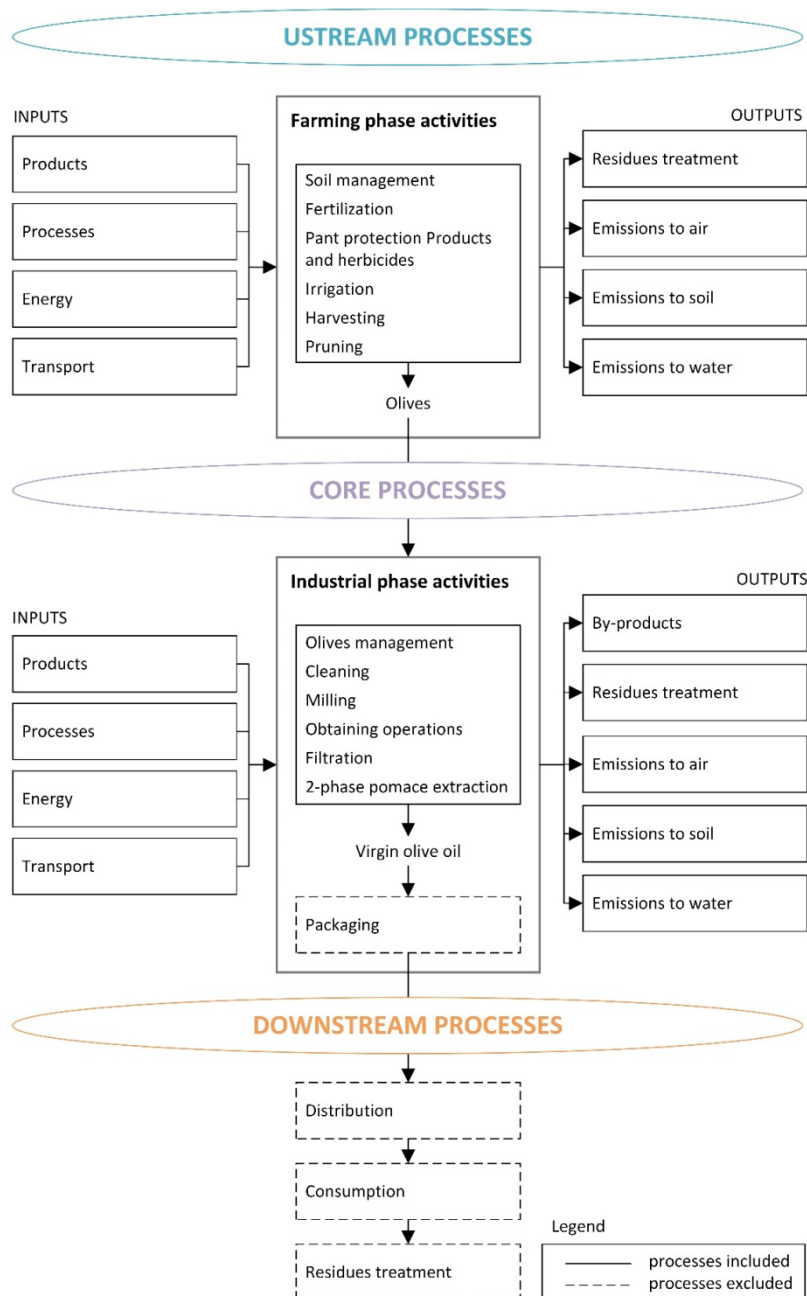 USTREAM PROCESSES
INPUTS
Products
Processes
Energy
Transport
Farming phase activities
Soil management
Fertilization
Pant protection Products
and herbicides
Irrigation
Harvesting
Pruning
Olives
OUTPUTS
Residues treatment
Emissions to air
Emissions to soil
Emissions to water
CORE PROCESSES
INPUTS
Products
Processes
Energy
Transport
Industrial phase activities
Olives management
Cleaning
Milling
Obtaining operations
Filtration
2-phase pomace extraction
Virgin olive oil
Packaging
OUTPUTS
By-products
Residues treatment
Emissions to air
Emissions to soil
Emissions to water
DOWNSTREAM PROCESSES
Distribution
Consumption
Residues treatment
Legend
processes included
processes excluded